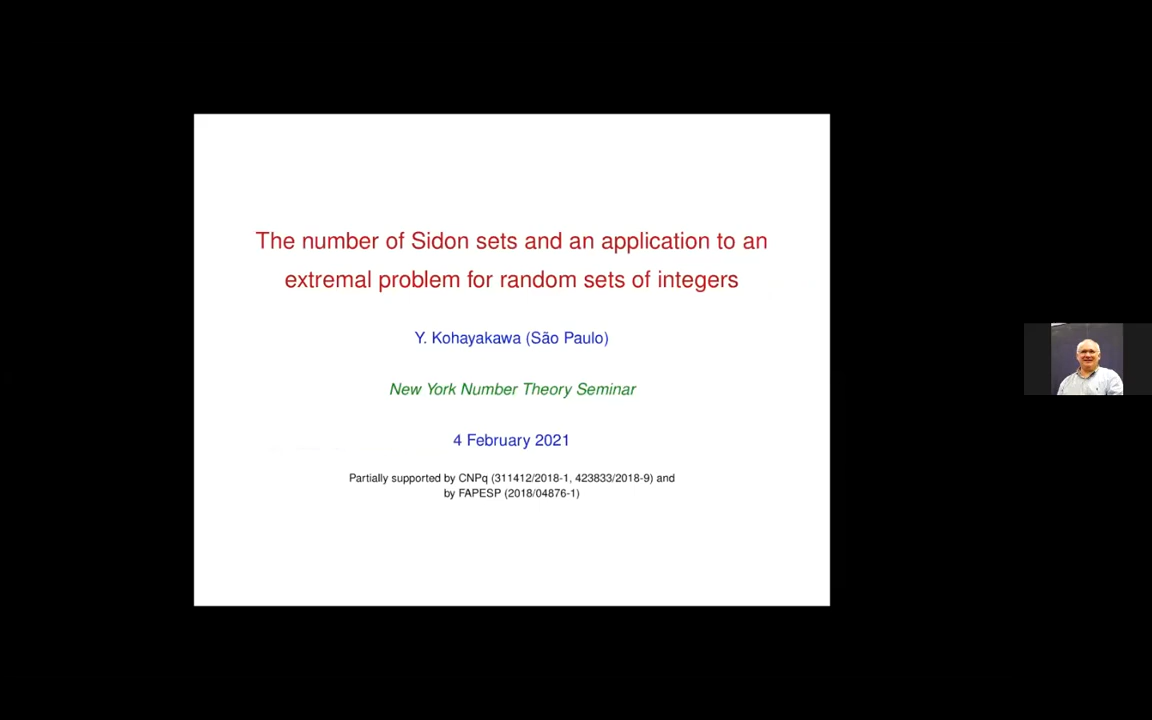 The number of Sidon sets and an application to an
extremal problem for random sets of integers
Y. Kohayakawa (São Paulo)
New York Number Theory Seminar
4 February 2021
Partially supported by CNPq (311412/2018-1, 423833/2018-9) and
by FAPESP (2018/04876-1)